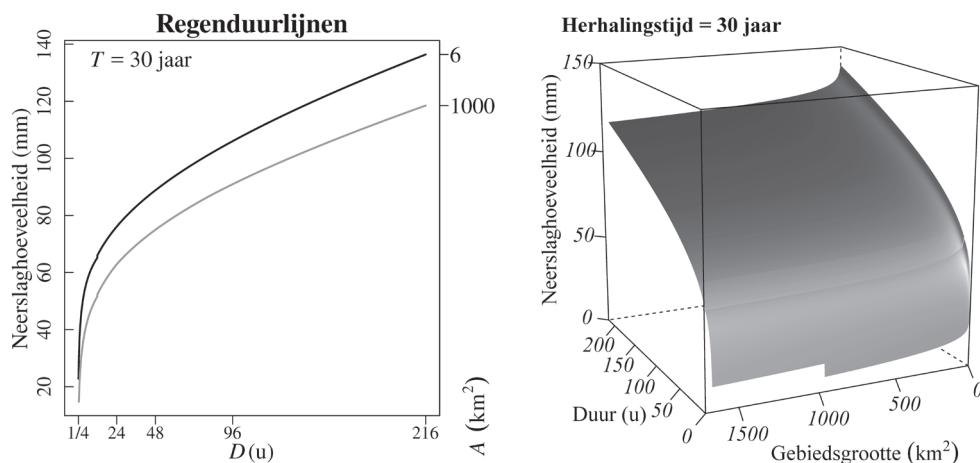 Regenduurlijnen
T = 30 jaar
Neerslaghoeveelheid (mm)
140
120
100
80
60
40
20
1/4 24 48 96 216
D (u)
6
1000
A (km²)
Herhalingstijd = 30 jaar
Neerslaghoeveelheid (mm)
150
100
50
0
200
150
100
50
0
Duur (u)
1500
1000
500
0
Gebiedsgrootte (km²)